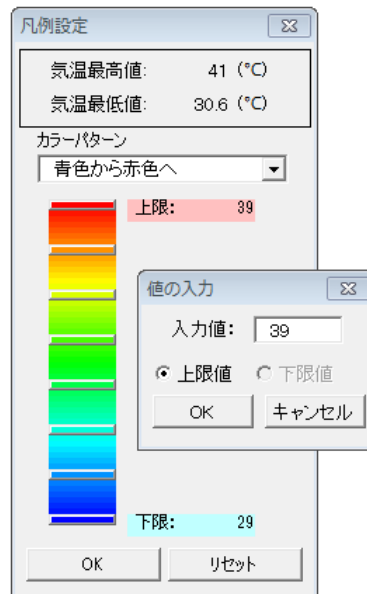 凡例設定
気温最高値: 41 (℃)
気温最低値: 30.6 (℃)
カラーパターン
青色から赤色へ
上限: 39
値の入力
入力値: 39
上限値 下限値
OK キャンセル
下限: 29
OK リセット